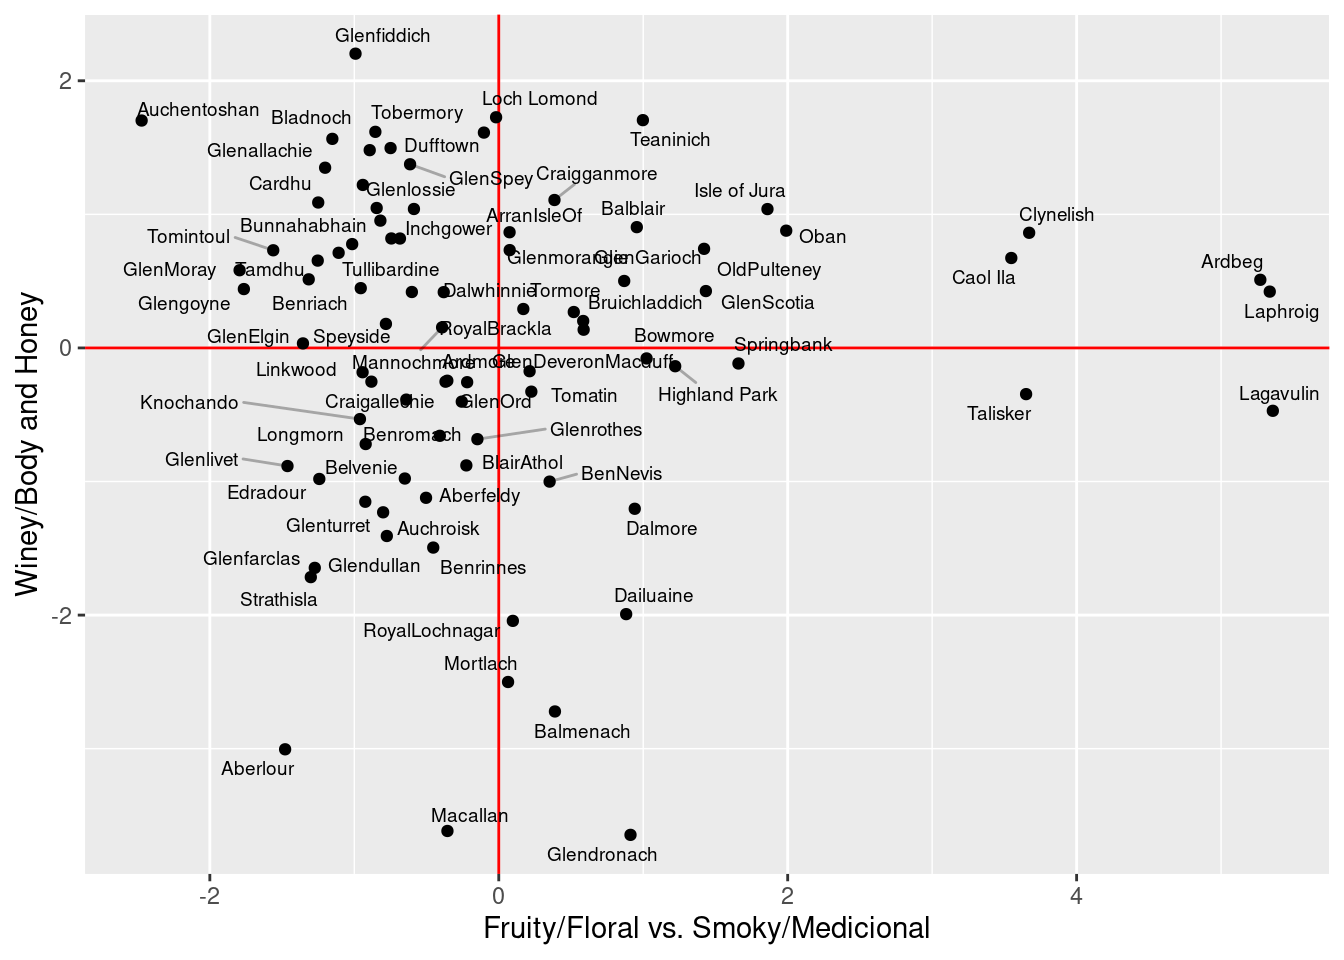 Glenfiddich
2
Loch Lomond
Auchentoshan
Tobermory
Bladnoch
Teaninich
Dufftown
Glenallachie
Craigganmore
GlenSpey
Cardhu
Glenlossie
Isle of Jura
Balblair
ArranIsleOf
Clynelish
Bunnahabhain
Inchgower
Tomintoul
Oban
Glenmorangie
GlenGarioch
Ardbeg
GlenMoray
Tamdhu
Tullibardine
OldPulteney
Caol Ila
Dalwhinnie
Tormore
Glengoyne
Benriach
Bruichladdich
GlenScotia
Laphroig
RoyalBrackla
GlenElgin
Speyside
Bowmore
Springbank
0
Mannochmore
Ardmore
GlenDeveronMacduff
Linkwood
Highland Park
Tomatin
Lagavulin
Knochando
Craigallechie
GlenOrd
Talisker
Longmorn
Benromach
Glenrothes
Glenlivet
Belvenie
BlairAthol
BenNevis
Edradour
Aberfeldy
Glenturret
Auchroisk
Dalmore
Glenfarclas
Glendullan
Benrinnes
Strathisla
Dailuaine
-2
RoyalLochnagar
Mortlach
Balmenach
Aberlour
Macallan
Glendronach
-2
0
2
4
Fruity/Floral vs. Smoky/Medicional
Winey/Body and Honey